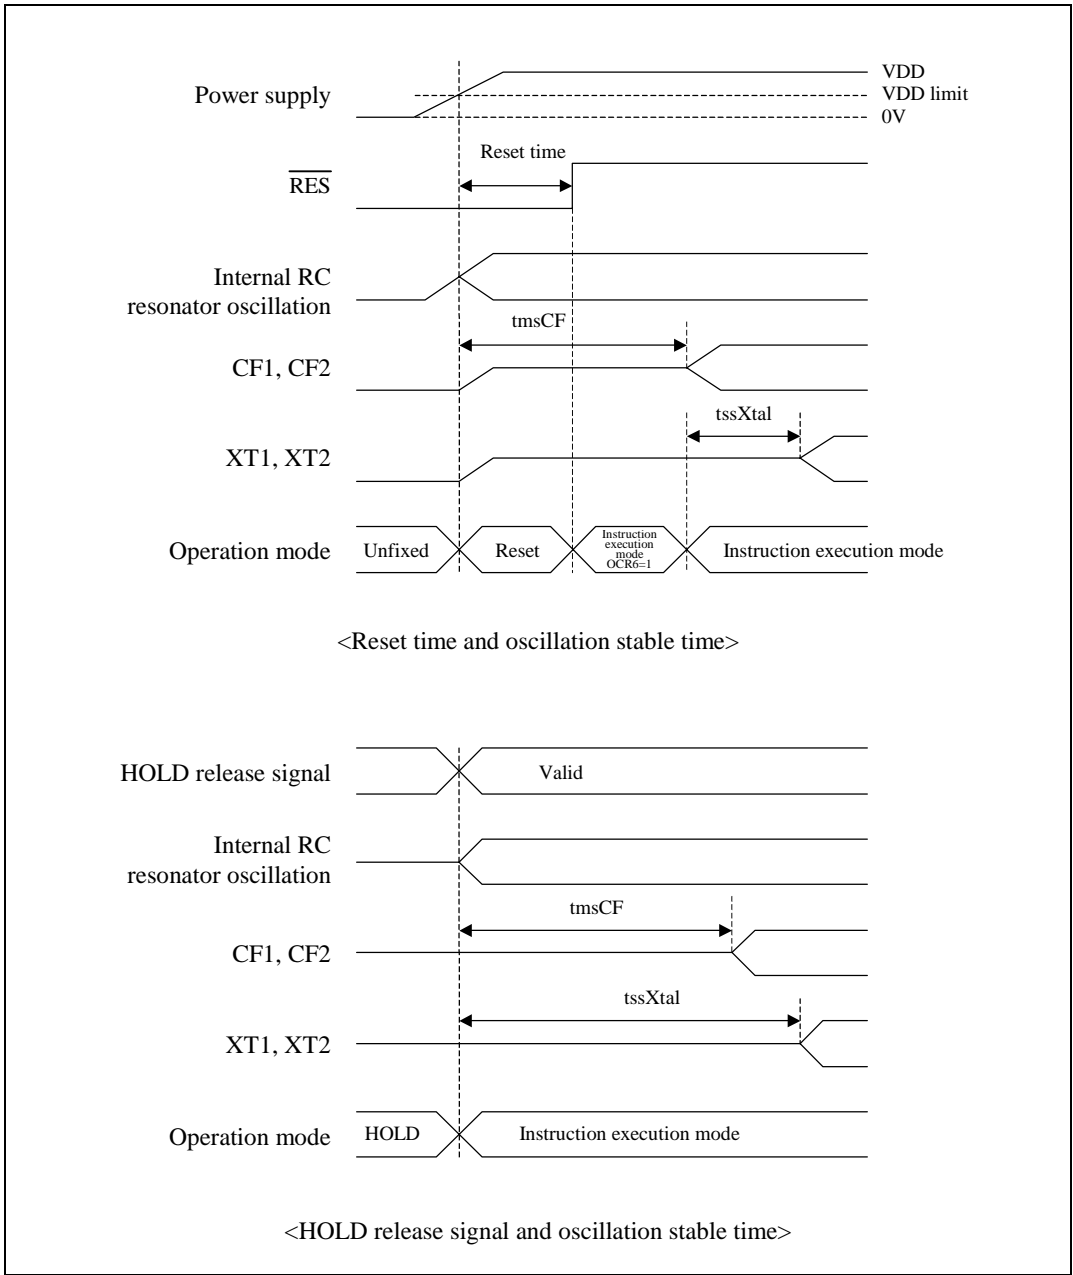 Power supply
VDD
VDD limit
0V
Reset time
RES
Internal RC
resonator oscillation
tmsCF
CF1, CF2
tssXtal
XT1, XT2
Operation mode
Unfixed
Reset
Instruction
execution
mode
OCR6=1
Instruction execution mode
<Reset time and oscillation stable time>
HOLD release signal
Valid
Internal RC
resonator oscillation
tmsCF
CF1, CF2
tssXtal
XT1, XT2
Operation mode
HOLD
Instruction execution mode
<HOLD release signal and oscillation stable time>